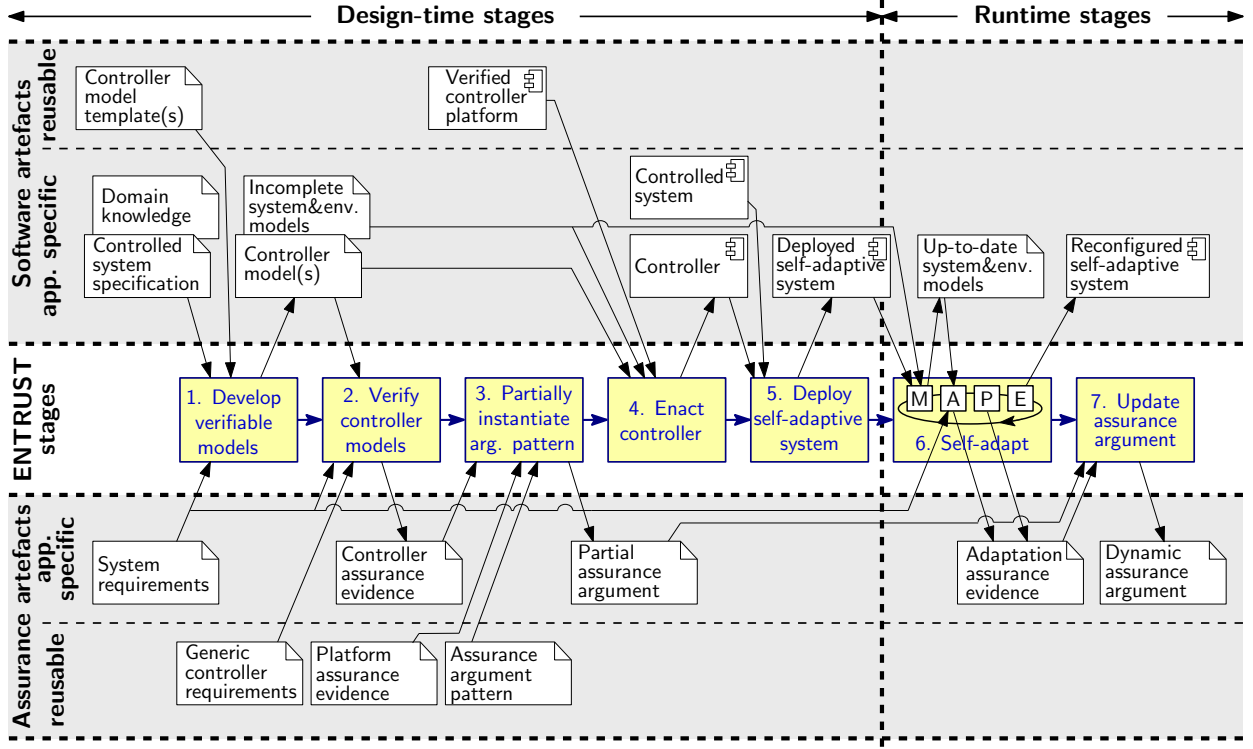 Design-time stages
Runtime stages
Software artefacts
reusable
app. specific
Controller
model
template(s)
Verified
controller
platform
Domain
knowledge
Controlled
system
specification
Incomplete
system&env.
models
Controller
model(s)
Controlled
system
Controller
Deployed
self-adaptive
system
Up-to-date
system&env.
models
Reconfigured
self-adaptive
system
ENTRUST
stages
1. Develop
verifiable
models
2. Verify
controller
models
3. Partially
instantiate
arg. pattern
4. Enact
controller
5. Deploy
self-adaptive
system
M A P E
6. Self-adapt
7. Update
assurance
argument
Assurance artefacts
app.
specific
reusable
System
requirements
Controller
assurance
evidence
Partial
assurance
argument
Adaptation
assurance
evidence
Dynamic
assurance
argument
Generic
controller
requirements
Platform
assurance
evidence
Assurance
argument
pattern